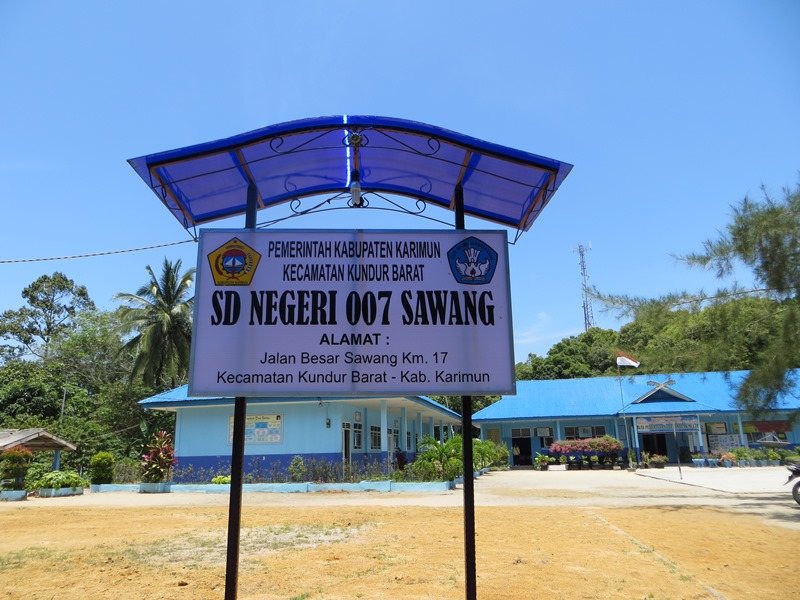 PEMERINTAH KABUPATEN KARIMUN
KECAMATAN KUNDUR BARAT
SD NEGERI 007 SAWANG
ALAMAT :
Jalan Besar Sawang Km. 17
Kecamatan Kundur Barat - Kab. Karimun